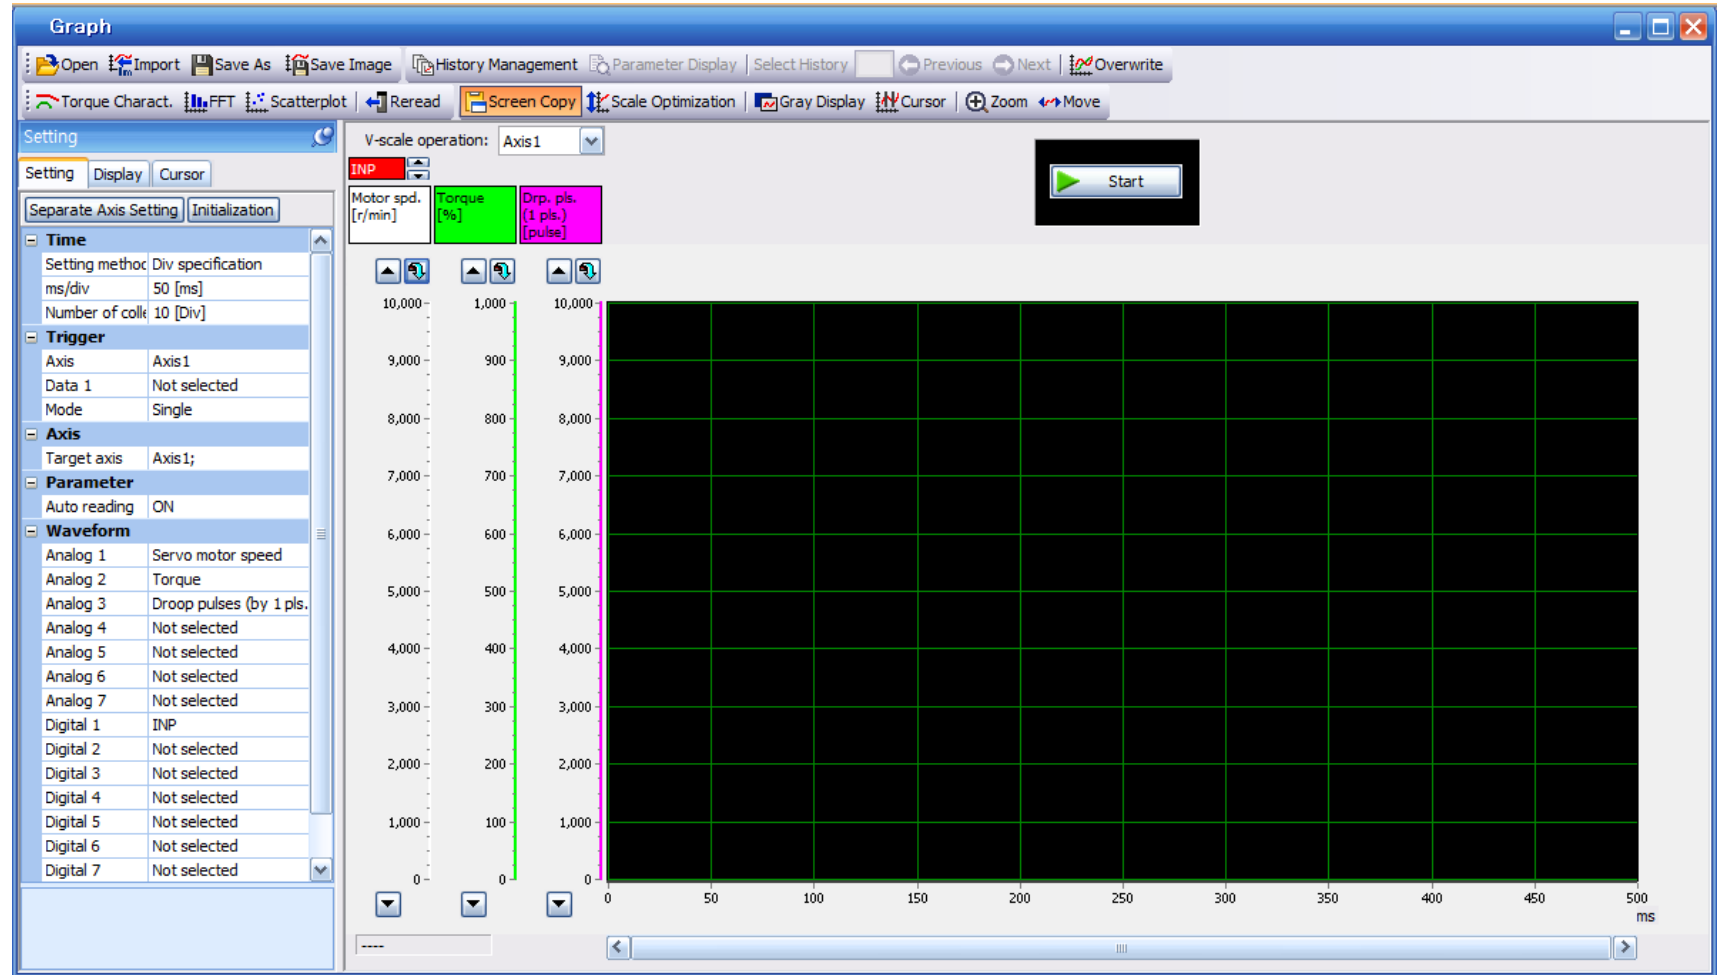 Graph
Open Import Save As Save Image History Management Parameter Display Select History Previous Next Overwrite
Torque Charact. FFT Scatterplot Reread Screen Copy Scale Optimization Gray Display Cursor Zoom Move
Setting
Setting Display Cursor
Separate Axis Setting Initialization
Time
Setting method Div specification
ms/div 50 [ms]
Number of colle 10 [Div]
Trigger
Axis Axis1
Data 1 Not selected
Mode Single
Axis
Target axis Axis1;
Parameter
Auto reading ON
Waveform
Analog 1 Servo motor speed
Analog 2 Torque
Analog 3 Droop pulses (by 1 pls.
Analog 4 Not selected
Analog 5 Not selected
Analog 6 Not selected
Analog 7 Not selected
Digital 1 INP
Digital 2 Not selected
Digital 3 Not selected
Digital 4 Not selected
Digital 5 Not selected
Digital 6 Not selected
Digital 7 Not selected
V-scale operation: Axis1
INP
Motor spd. Torque Drp. pls.
[r/min] [%] (1 pls.)
[pulse]
Start
10,000 1,000 10,000
9,000 900 9,000
8,000 800 8,000
7,000 700 7,000
6,000 600 6,000
5,000 500 5,000
4,000 400 4,000
3,000 300 3,000
2,000 200 2,000
1,000 100 1,000
0 0 0
0 50 100 150 200 250 300 350 400 450 500
ms
----